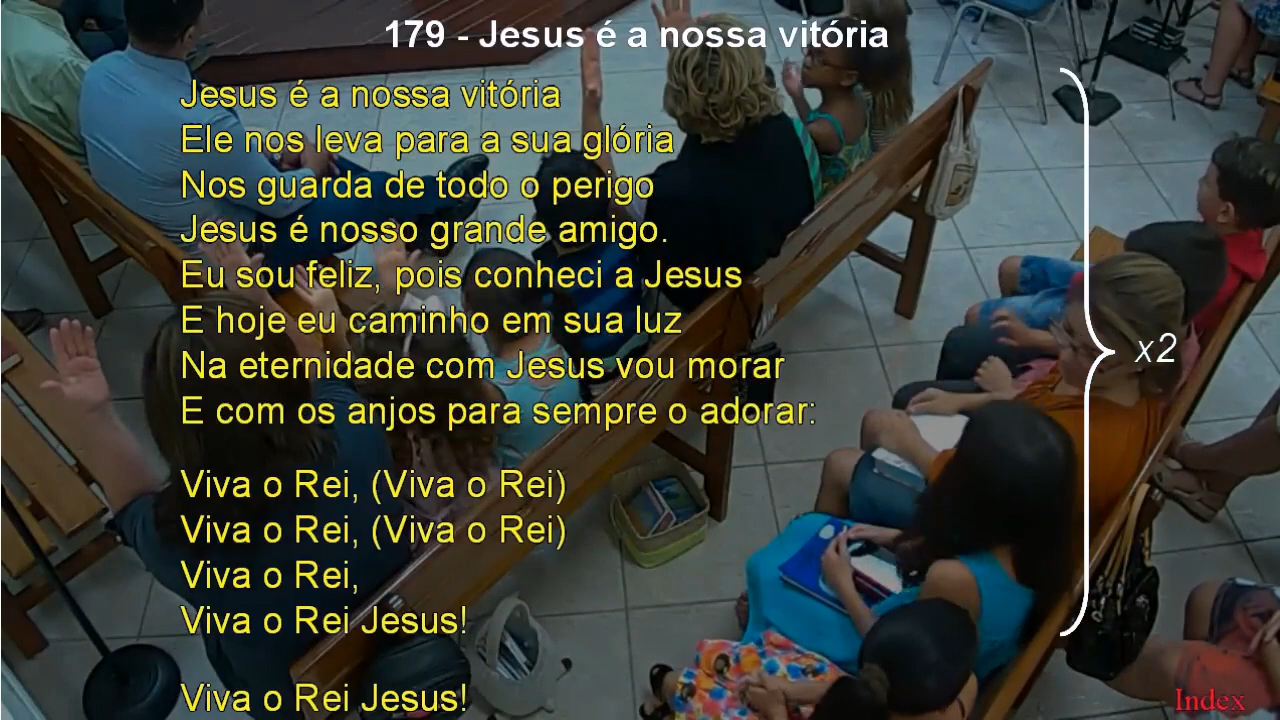 179 - Jesus é a nossa vitória
Jesus é a nossa vitória
Ele nos leva para a sua glória
Nos guarda de todo o perigo
Jesus é nosso grande amigo.
Eu sou feliz, pois conheci a Jesus
E hoje eu caminho em sua luz
Na eternidade com Jesus vou morar
E com os anjos para sempre o adorar:
Viva o Rei, (Viva o Rei)
Viva o Rei, (Viva o Rei)
Viva o Rei,
Viva o Rei Jesus!
x2
Viva o Rei Jesus!
Index